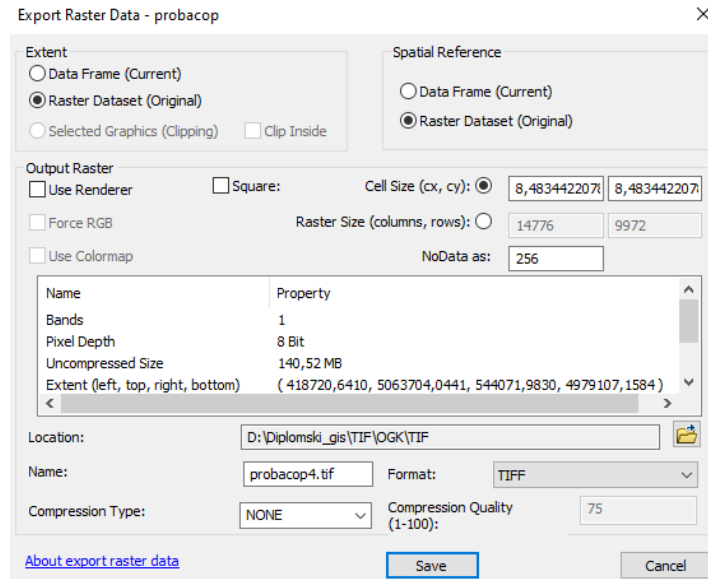 Export Raster Data - probacop
Extent
Data Frame (Current)
Raster Dataset (Original)
Selected Graphics (Clipping) Clip Inside
Spatial Reference
Data Frame (Current)
Raster Dataset (Original)
Output Raster
Use Renderer Square: Cell Size (cx, cy): 8,4834422078 8,4834422078
Force RGB Raster Size (columns, rows): 14776 9972
Use Colormap NoData as: 256
Name Property
Bands 1
Pixel Depth 8 Bit
Uncompressed Size 140,52 MB
Extent (left, top, right, bottom) ( 418720,6410, 5063704,0441, 544071,9830, 4979107,1584 )
Location: D:\Diplomski_gis\TIF\OGK\TIF
Name: probacop4.tif Format: TIFF
Compression Type: NONE Compression Quality
(1-100): 75
About export raster data Save Cancel